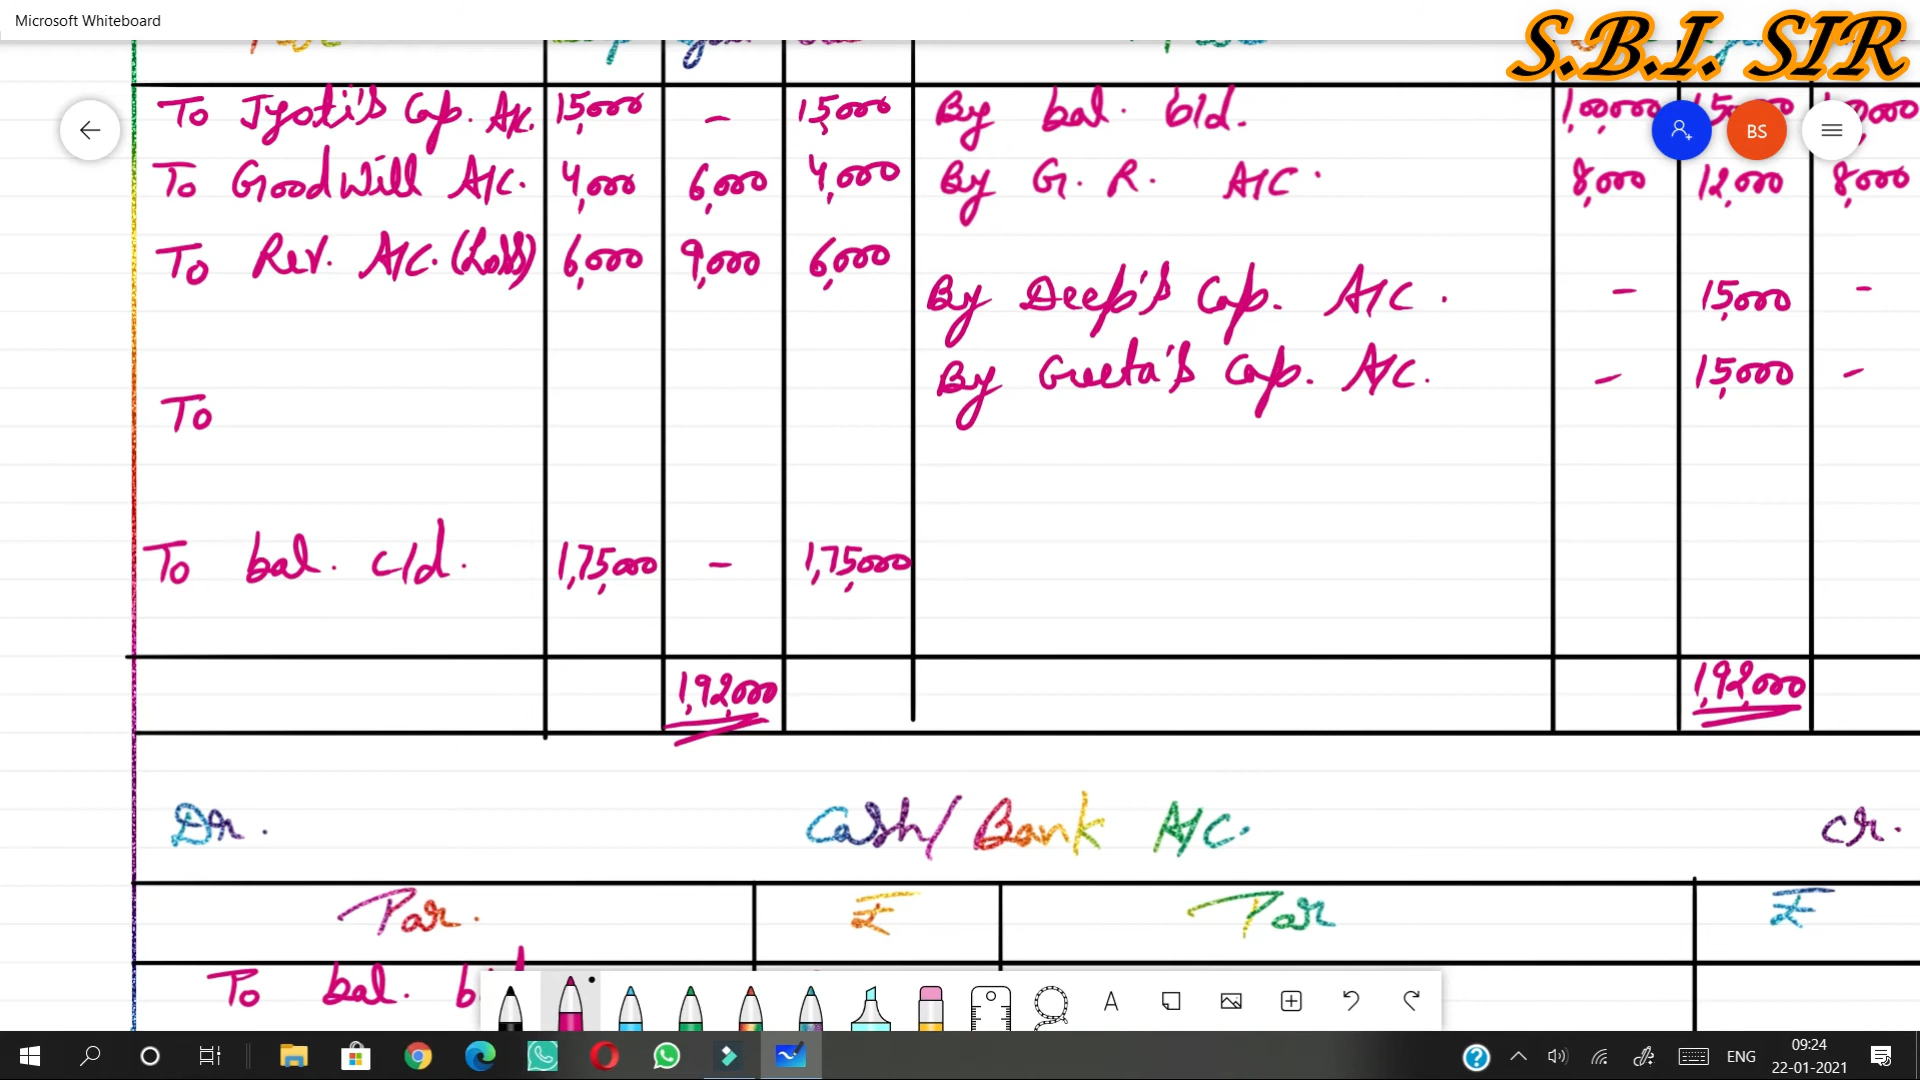 Microsoft Whiteboard
S.B.I. SIR
To Jyoti's Cap. A/c. 15,000 - 15,000 By bal. b/d. 1,00,000
BS
To GoodWill A/C. 4,000 6,000 4,000 By G. R. A/C. 8,000 12,000 8,000
To Rev. A/C. (Loss) 6,000 9,000 6,000
By Deep's Cap. A/C. - 15,000 -
By Geeta's Cap. A/C. - 15,000 -
To
To bal. c/d. 1,75,000 - 1,75,000
1,92,000 1,92,000
Dr. Cash/Bank A/C. Cr.
Par. ₹ Par ₹
To bal.
ENG
09:24
22-01-2021